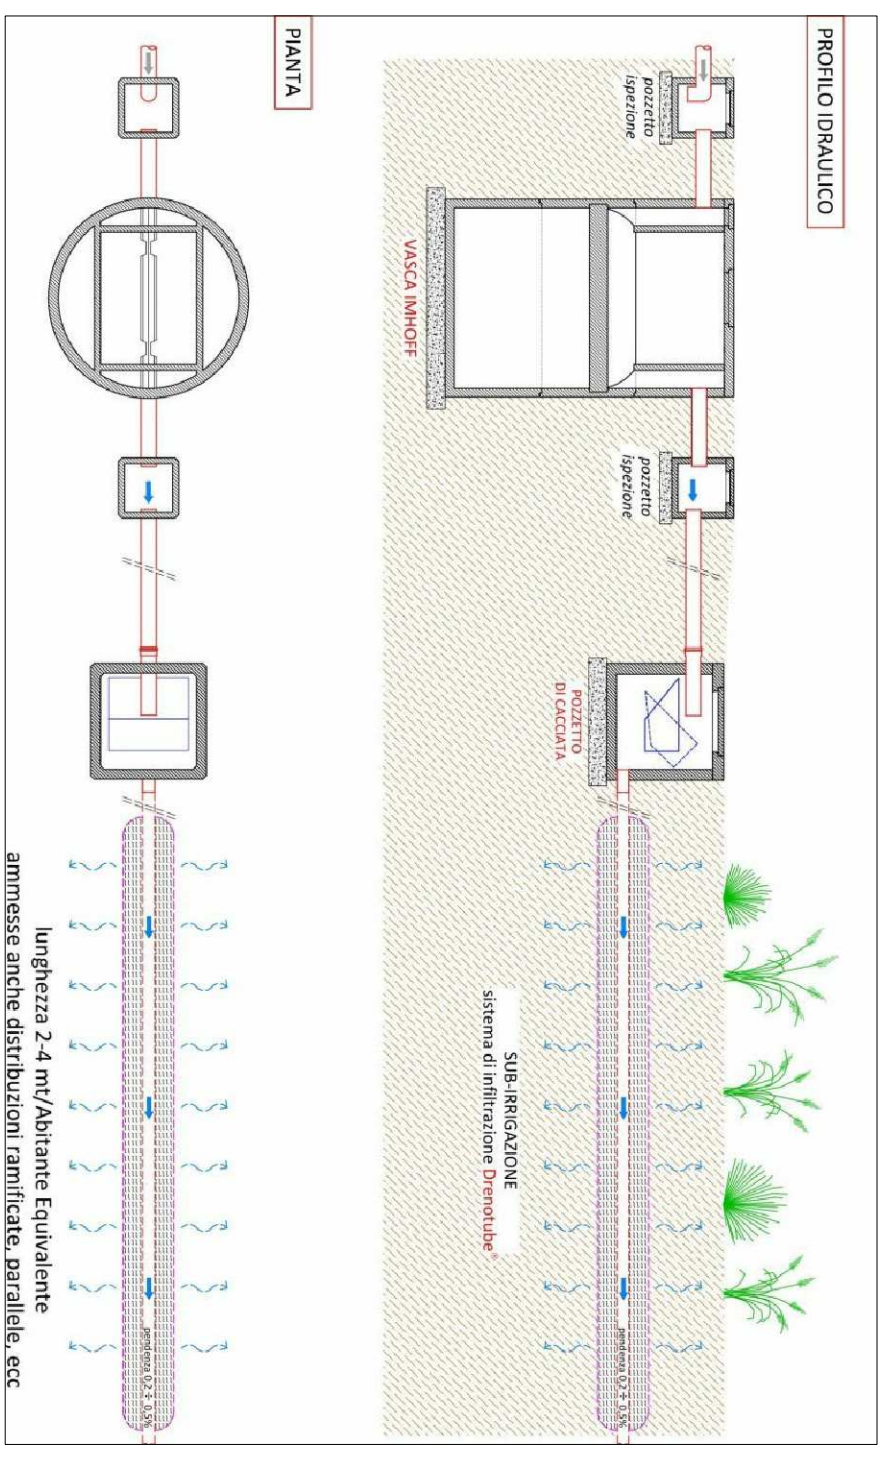 PROFILO IDRAULICO
pozzetto
ispezione
VASCA IMHOFF
pozzetto
ispezione
POZZETTO
DI CACCIATA
SUB-IRRIGAZIONE
sistema di infiltrazione Drenotube®
pendenza 0,2 ÷ 0,5%
PIANTA
pendenza 0,2 ÷ 0,5%
lunghezza 2-4 mt/Abitante Equivalente
ammesse anche distribuzioni ramificate, parallele, ecc